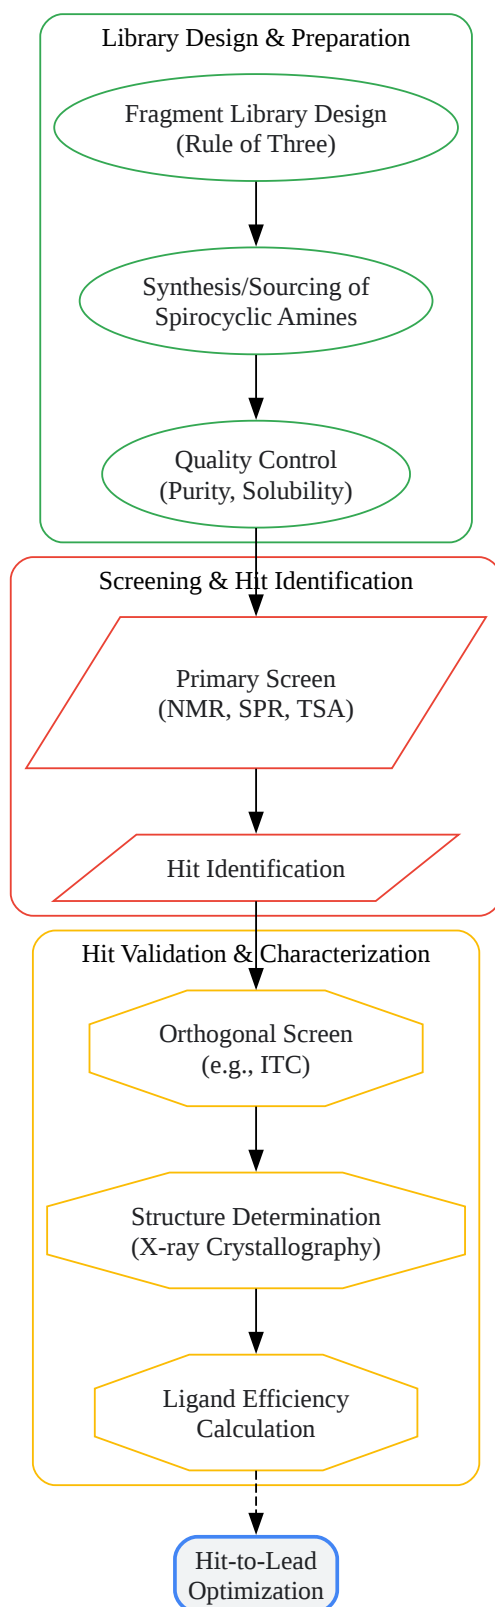 Library Design & Preparation
Fragment Library Design
(Rule of Three)
Synthesis/Sourcing of
Spirocyclic Amines
Quality Control
(Purity, Solubility)
Screening & Hit Identification
Primary Screen
(NMR, SPR, TSA)
Hit Identification
Hit Validation & Characterization
Orthogonal Screen
(e.g., ITC)
Structure Determination
(X-ray Crystallography)
Ligand Efficiency
Calculation
Hit-to-Lead
Optimization